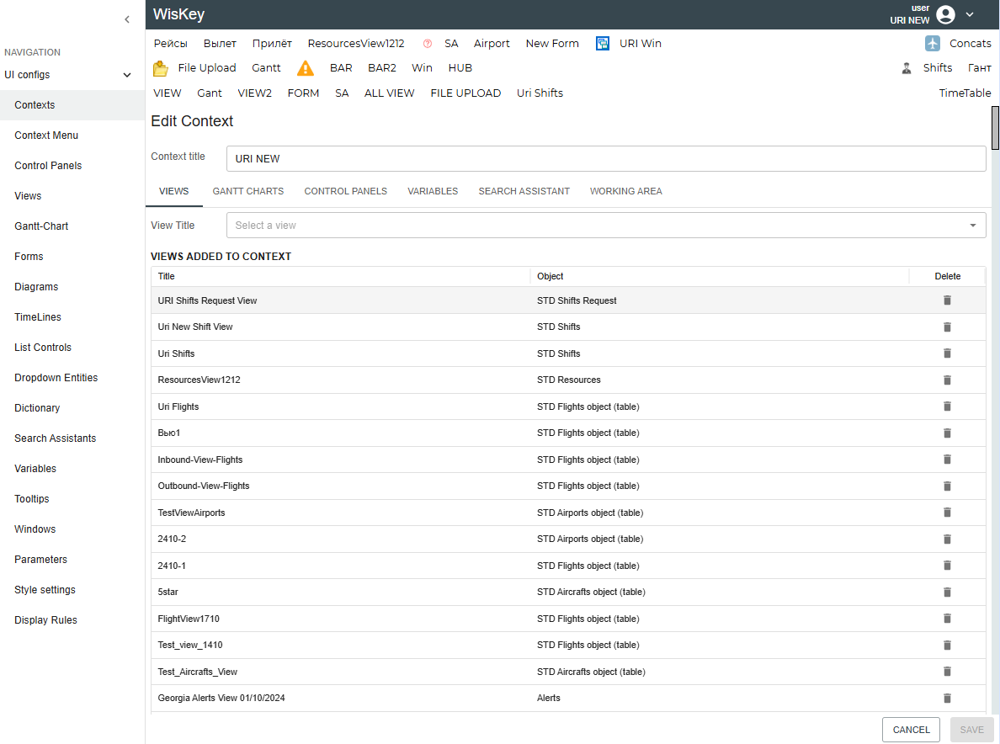 WisKey
user
URI NEW
NAVIGATION
UI configs
Contexts
Context Menu
Control Panels
Views
Gantt-Chart
Forms
Diagrams
TimeLines
List Controls
Dropdown Entities
Dictionary
Search Assistants
Variables
Tooltips
Windows
Parameters
Style settings
Display Rules
Рейсы Вылет Прилёт ResourcesView1212 SA Airport New Form URI Win Concats
File Upload Gantt BAR BAR2 Win HUB Shifts Гант
VIEW Gant VIEW2 FORM SA ALL VIEW FILE UPLOAD Uri Shifts TimeTable
Edit Context
Context title URI NEW
VIEWS GANTT CHARTS CONTROL PANELS VARIABLES SEARCH ASSISTANT WORKING AREA
View Title Select a view
VIEWS ADDED TO CONTEXT
Title Object Delete
URI Shifts Request View STD Shifts Request
Uri New Shift View STD Shifts
Uri Shifts STD Shifts
ResourcesView1212 STD Resources
Uri Flights STD Flights object (table)
Вью1 STD Flights object (table)
Inbound-View-Flights STD Flights object (table)
Outbound-View-Flights STD Flights object (table)
TestViewAirports STD Airports object (table)
2410-2 STD Airports object (table)
2410-1 STD Flights object (table)
5star STD Aircrafts object (table)
FlightView1710 STD Flights object (table)
Test_view_1410 STD Flights object (table)
Test_Aircrafts_View STD Aircrafts object (table)
Georgia Alerts View 01/10/2024 Alerts
CANCEL SAVE